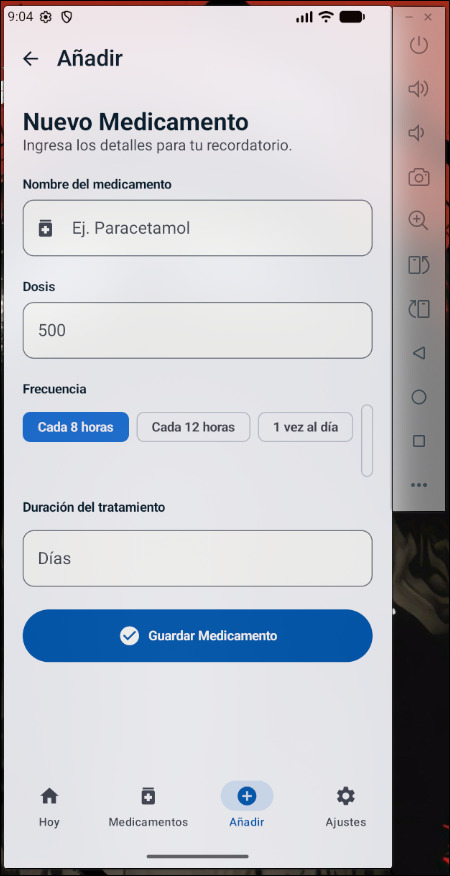 9:04
Añadir
Nuevo Medicamento
Ingresa los detalles para tu recordatorio.
Nombre del medicamento
Ej. Paracetamol
Dosis
500
Frecuencia
Cada 8 horas
Cada 12 horas
1 vez al día
Duración del tratamiento
Días
Guardar Medicamento
Hoy
Medicamentos
Añadir
Ajustes